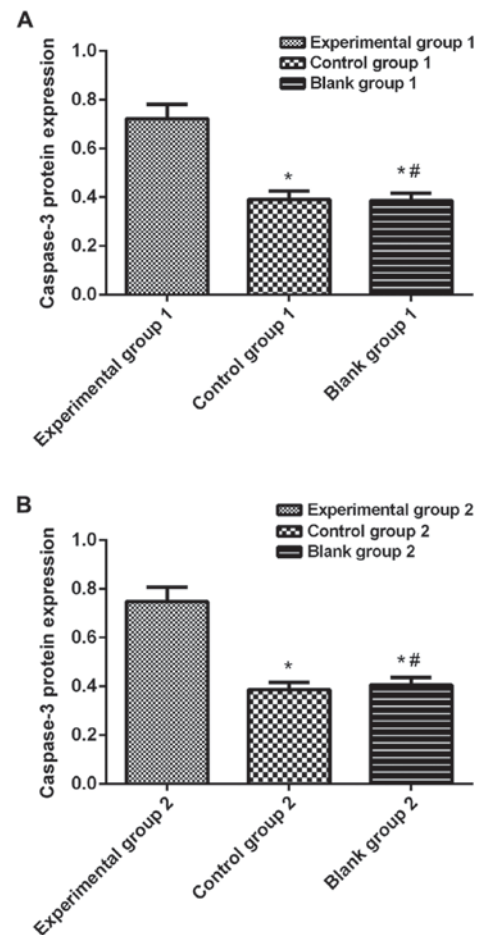 A
Experimental group 1
Control group 1
Blank group 1
Caspase-3 protein expression
1.0
0.8
0.6
0.4
0.2
0.0
*
*#
Experimental group 1
Control group 1
Blank group 1
B
Experimental group 2
Control group 2
Blank group 2
Caspase-3 protein expression
1.0
0.8
0.6
0.4
0.2
0.0
*
*#
Experimental group 2
Control group 2
Blank group 2